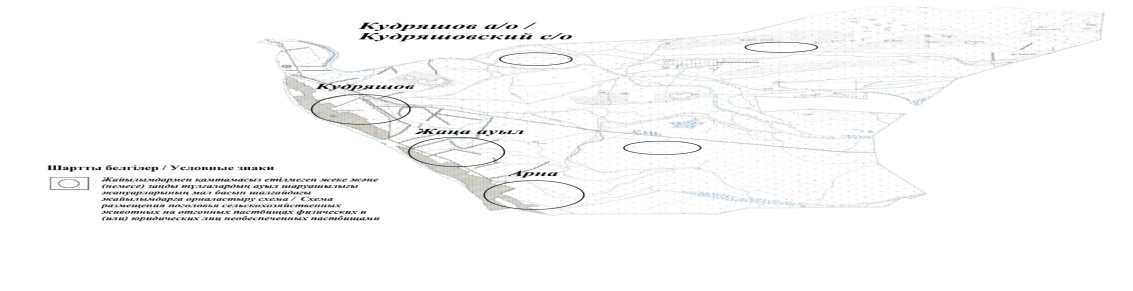 Кудряшов а/о /
Кудряшовский с/о
Кудряшов
Жаңа ауыл
Арна
Шартты белгілер / Условные знаки
Жайылымдармен қамтамасыз етілмеген жеке және
(немесе) заңды тұлғалардың ауыл шаруашылығы
жануарларының мал басын шалғайдағы
жайылымдарға орналастыру схема / Схема
размещения поголовья сельскохозяйственных
животных на отгонных пастбищах физических и
(или) юридических лиц необеспеченных пастбищами